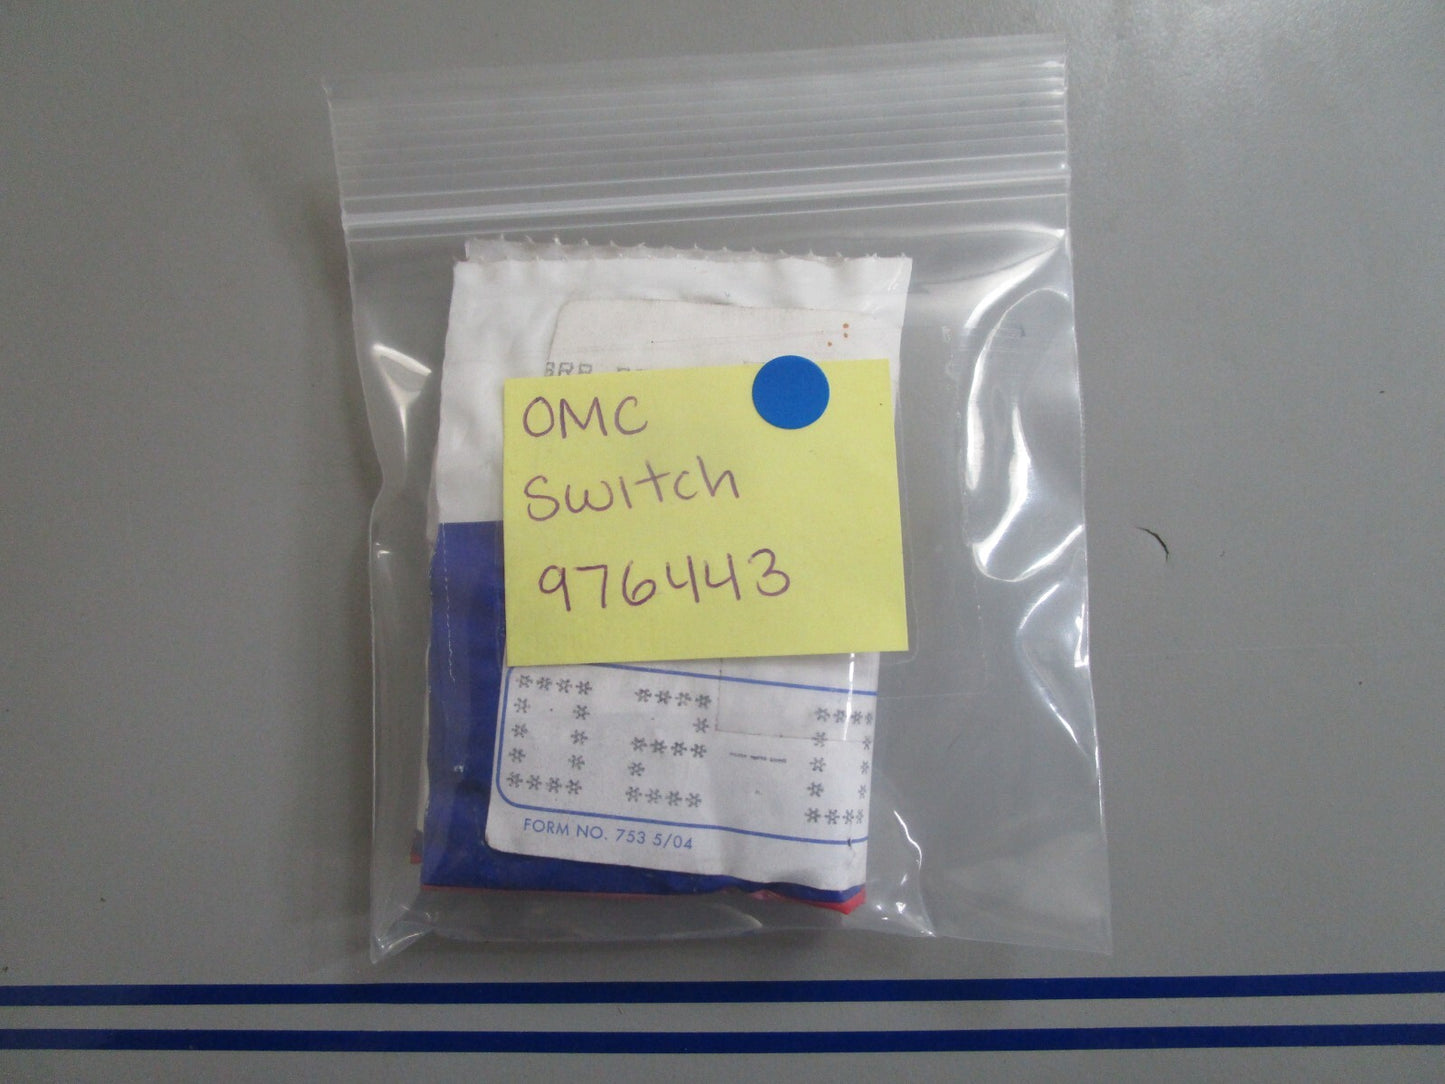 OMC
Switch
976443
FORM NO. 753 5/04